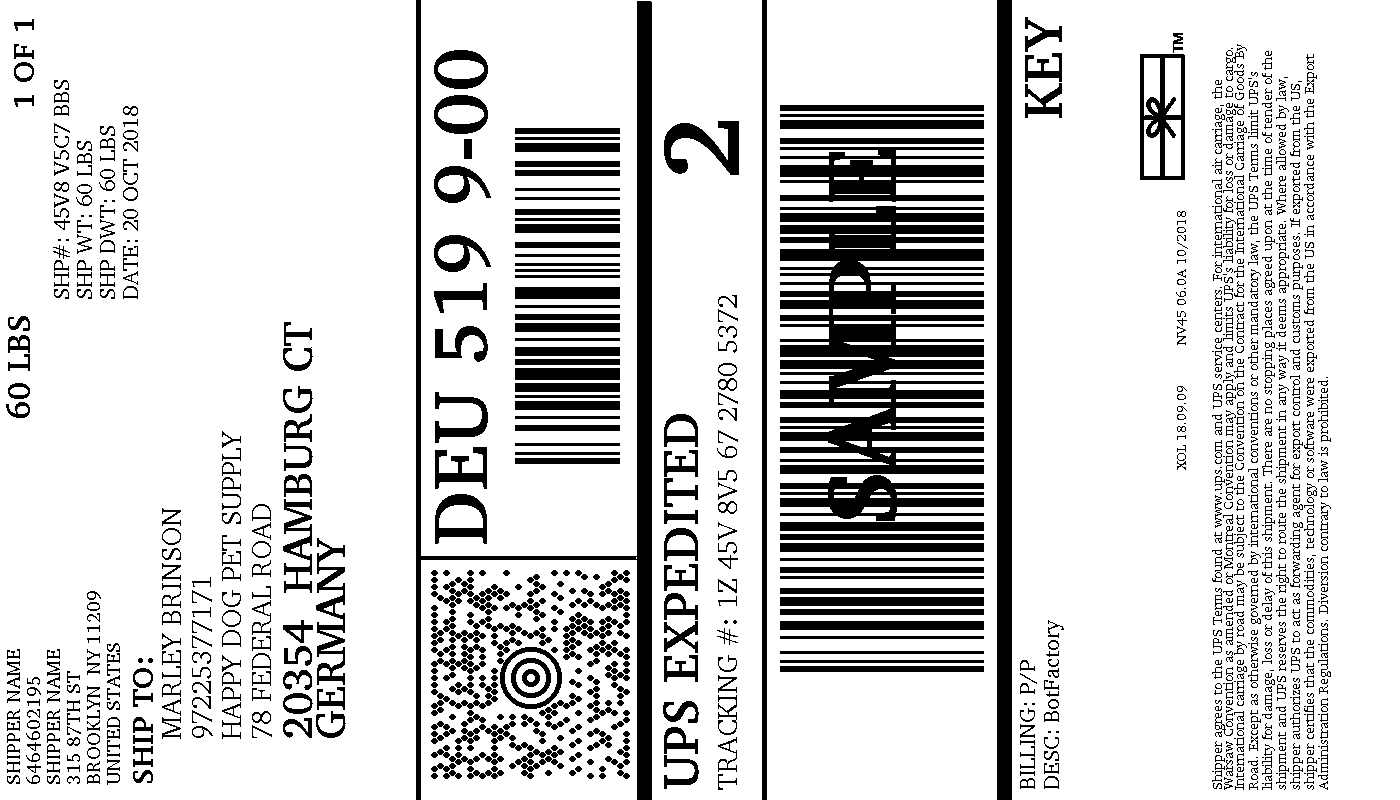 SHIPPER NAME
6464602195
SHIPPER NAME
315 87TH ST
BROOKLYN NY 11209
UNITED STATES
60 LBS
1 OF 1
SHP#: 45V8 V5C7 BBS
SHP WT: 60 LBS
SHP DWT: 60 LBS
DATE: 20 OCT 2018
SHIP TO:
MARLEY BRINSON
97225377171
HAPPY DOG PET SUPPLY
78 FEDERAL ROAD
20354 HAMBURG CT
GERMANY
DEU 519 9-00
UPS EXPEDITED
2
TRACKING #: 1Z 45V 8V5 67 2780 5372
SAMPLE
BILLING: P/P
DESC: BotFactory
KEY
TM
XOL 18.09.09 NV45 06.0A 10/2018
Shipper agrees to the UPS Terms found at www.ups.com and UPS service centers. For international air carriage, the
Warsaw Convention as amended or Montreal Convention may apply and limits UPS's liability for loss or damage to cargo.
International carriage by road may be subject to the Convention on the Contract for the International Carriage of Goods By
Road. Except as otherwise governed by international conventions or other mandatory law, the UPS Terms limit UPS's
liability for damage, loss or delay of this shipment. There are no stopping places agreed upon at the time of tender of the
shipment and UPS reserves the right to route the shipment in any way it deems appropriate. Where allowed by law,
shipper authorizes UPS to act as forwarding agent for export control and customs purposes. If exported from the US,
shipper certifies that the commodities, technology or software were exported from the US in accordance with the Export
Administration Regulations. Diversion contrary to law is prohibited.